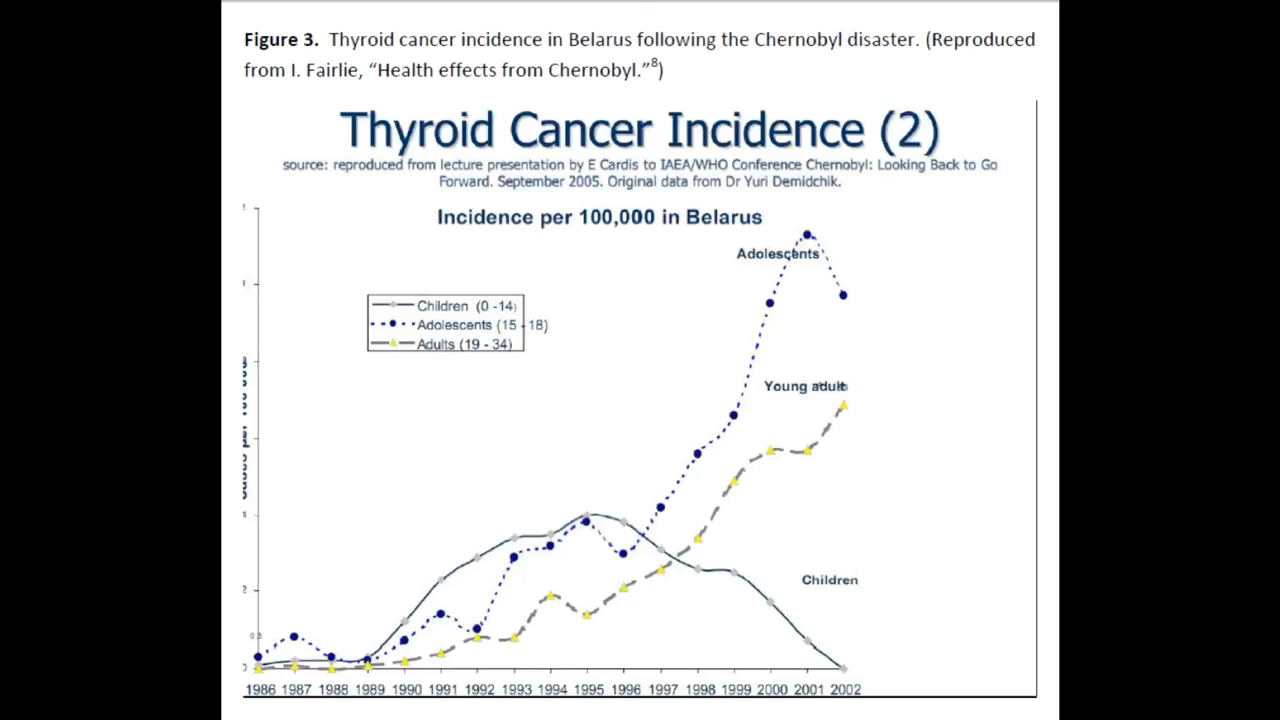 Figure 3. Thyroid cancer incidence in Belarus following the Chernobyl disaster. (Reproduced
from I. Fairlie, “Health effects from Chernobyl.”8)
Thyroid Cancer Incidence (2)
source: reproduced from lecture presentation by E Cardis to IAEA/WHO Conference Chernobyl: Looking Back to Go
Forward. September 2005. Original data from Dr Yuri Demidchik.
Incidence per 100,000 in Belarus
Adolescents
Children (0 -14)
Adolescents (15 - 18)
Adults (19 - 34)
Young adult
Children
2
0.3
0
1986 1987 1988 1989 1990 1991 1992 1993 1994 1995 1996 1997 1998 1999 2000 2001 2002